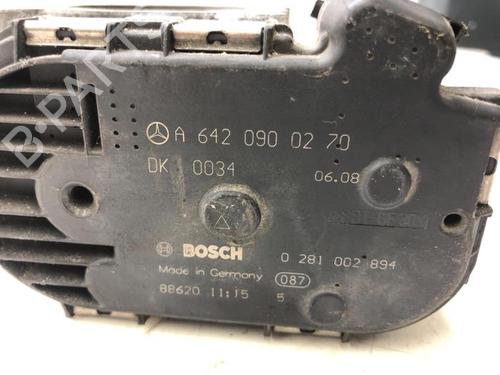 A 642 090 02 70
DK 0034
06.08
BOSCH 0 281 002 894
Made in Germany 087
88620 11:15 5
B-PARTS